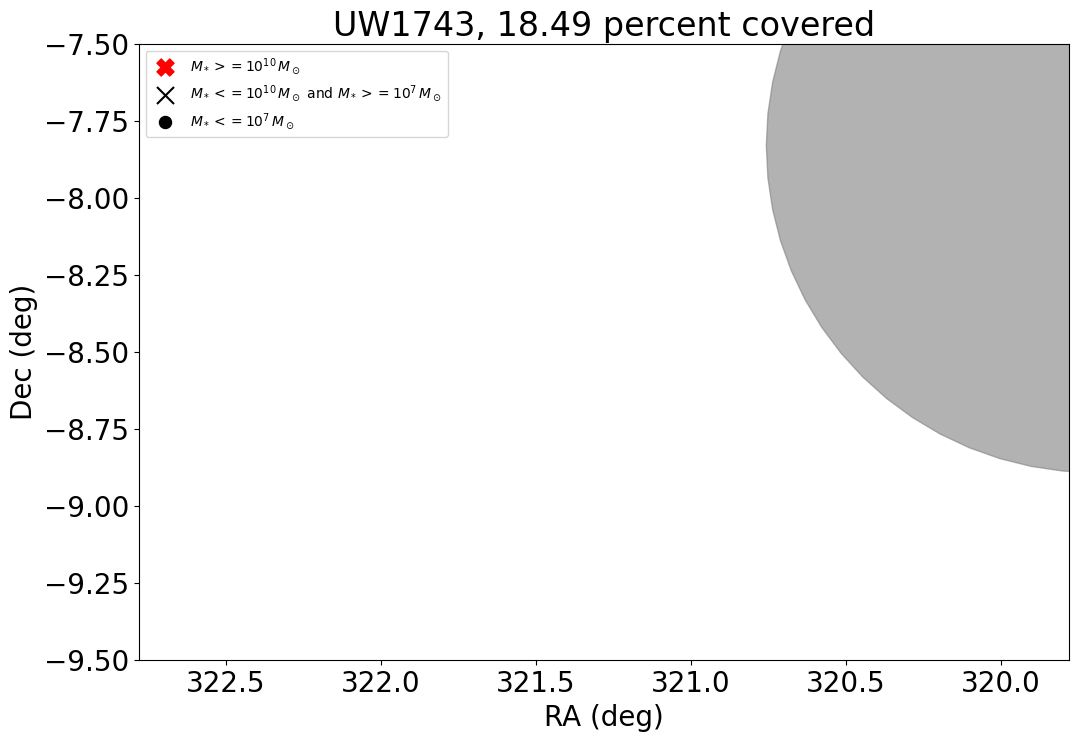 UW1743, 18.49 percent covered
M* >= 10^10 M⊙
M* <= 10^10 M⊙ and M* >= 10^7 M⊙
M* <= 10^7 M⊙
Dec (deg)
−7.50
−7.75
−8.00
−8.25
−8.50
−8.75
−9.00
−9.25
−9.50
322.5 322.0 321.5 321.0 320.5 320.0
RA (deg)